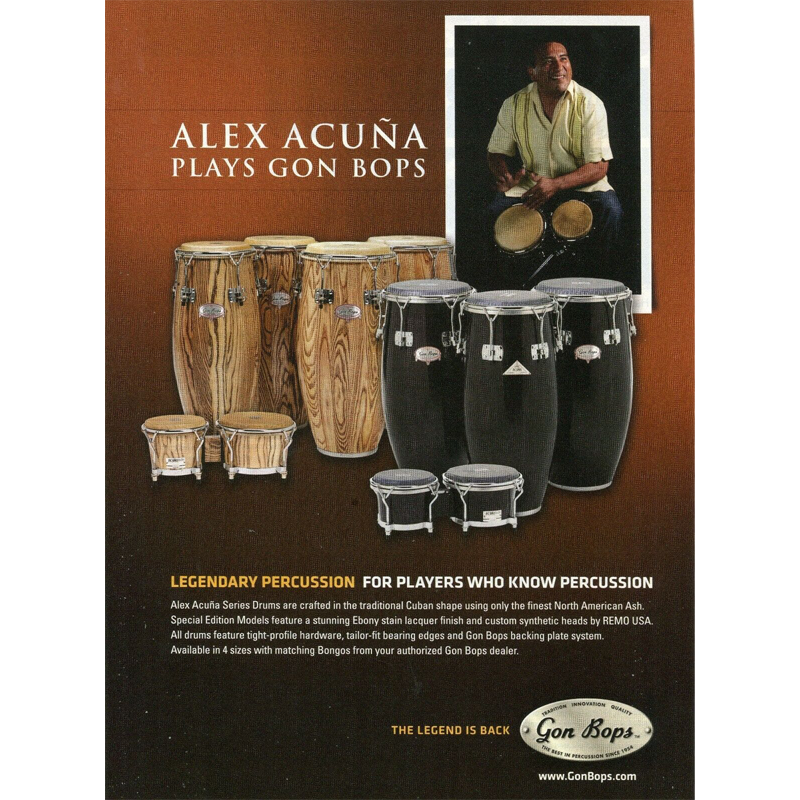 ALEX ACUÑA
PLAYS GON BOPS
Gon Bops
Gon Bops
LEGENDARY PERCUSSION FOR PLAYERS WHO KNOW PERCUSSION
Alex Acuña Series Drums are crafted in the traditional Cuban shape using only the finest North American Ash.
Special Edition Models feature a stunning Ebony stain lacquer finish and custom synthetic heads by REMO USA.
All drums feature tight-profile hardware, tailor-fit bearing edges and Gon Bops backing plate system.
Available in 4 sizes with matching Bongos from your authorized Gon Bops dealer.
THE LEGEND IS BACK
TRADITION INNOVATION QUALITY
Gon Bops™
THE BEST IN PERCUSSION SINCE 1954
www.GonBops.com